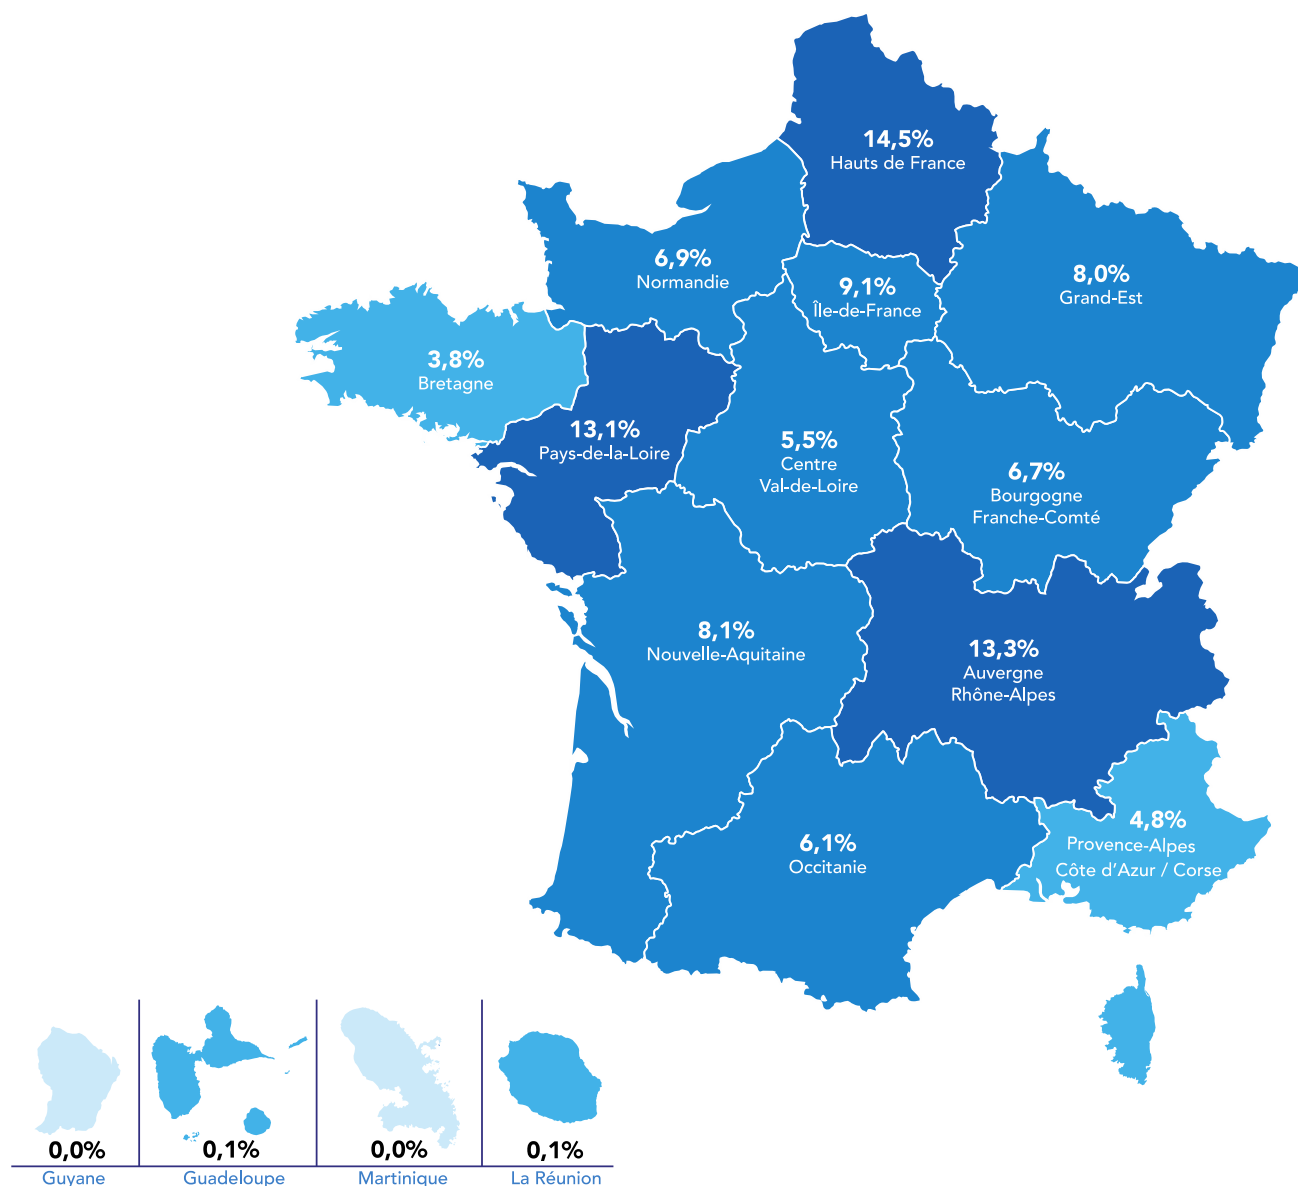 14,5%
Hauts de France
6,9%
Normandie
9,1%
Île-de-France
8,0%
Grand-Est
3,8%
Bretagne
13,1%
Pays-de-la-Loire
5,5%
Centre
Val-de-Loire
6,7%
Bourgogne
Franche-Comté
8,1%
Nouvelle-Aquitaine
13,3%
Auvergne
Rhône-Alpes
6,1%
Occitanie
4,8%
Provence-Alpes
Côte d'Azur / Corse
0,0%
Guyane
0,1%
Guadeloupe
0,0%
Martinique
0,1%
La Réunion